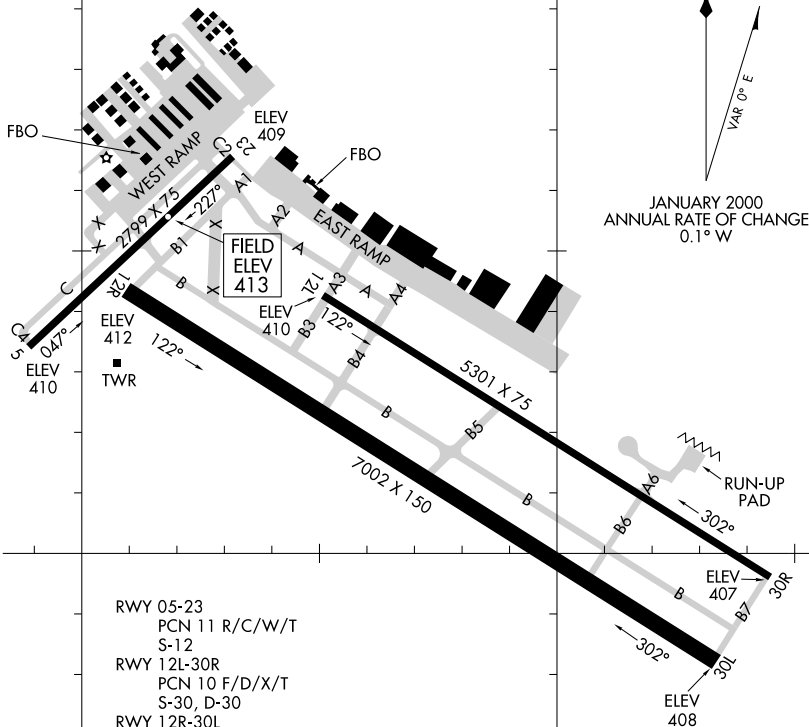 VAR 0° E
JANUARY 2000
ANNUAL RATE OF CHANGE
0.1° W
FBO
WEST RAMP
ELEV
409
C2
23
FBO
A1
A2
EAST RAMP
2799 X 75
227°
X
X
X
X
B1
A
FIELD
ELEV
413
B
C
12R
12L
A3
A
A4
ELEV
410
B3
122°
B4
C4
5
047°
ELEV
412
ELEV
410
TWR
122°
5301 X 75
B
B5
7002 X 150
B
A6
RUN-UP
PAD
B6
302°
ELEV
407
30R
B
B7
302°
30L
ELEV
408
RWY 05-23
PCN 11 R/C/W/T
S-12
RWY 12L-30R
PCN 10 F/D/X/T
S-30, D-30
RWY 12R-30L